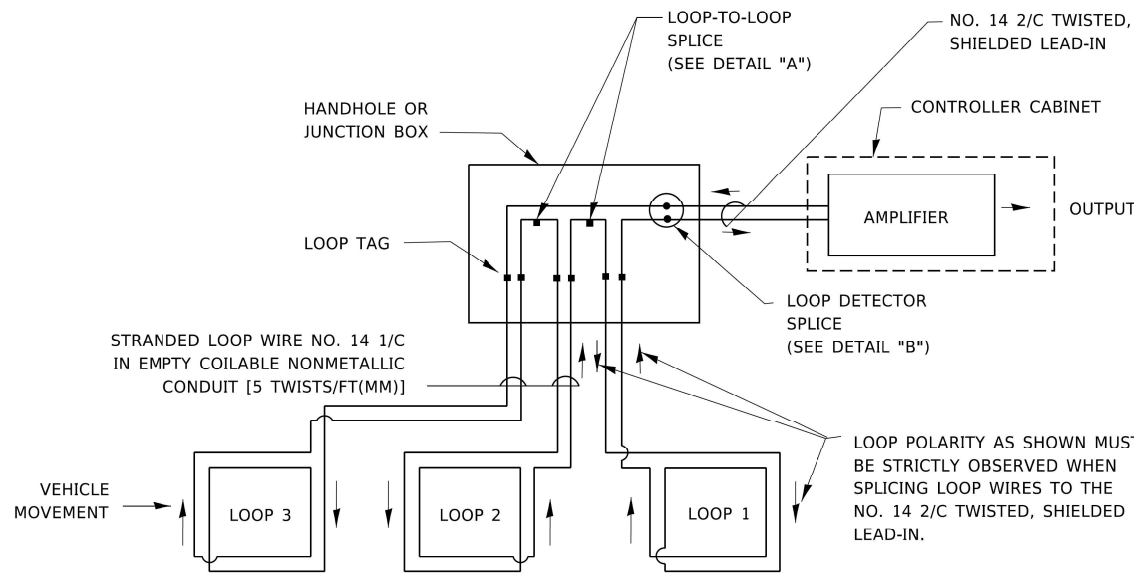 LOOP-TO-LOOP
SPLICE
(SEE DETAIL "A")
NO. 14 2/C TWISTED,
SHIELDED LEAD-IN
HANDHOLE OR
JUNCTION BOX
CONTROLLER CABINET
AMPLIFIER
OUTPUT
LOOP TAG
LOOP DETECTOR
SPLICE
(SEE DETAIL "B")
STRANDED LOOP WIRE NO. 14 1/C
IN EMPTY COILABLE NONMETALLIC
CONDUIT [5 TWISTS/FT(MM)]
LOOP POLARITY AS SHOWN MUST
BE STRICTLY OBSERVED WHEN
SPLICING LOOP WIRES TO THE
NO. 14 2/C TWISTED, SHIELDED
LEAD-IN.
VEHICLE
MOVEMENT
LOOP 3
LOOP 2
LOOP 1